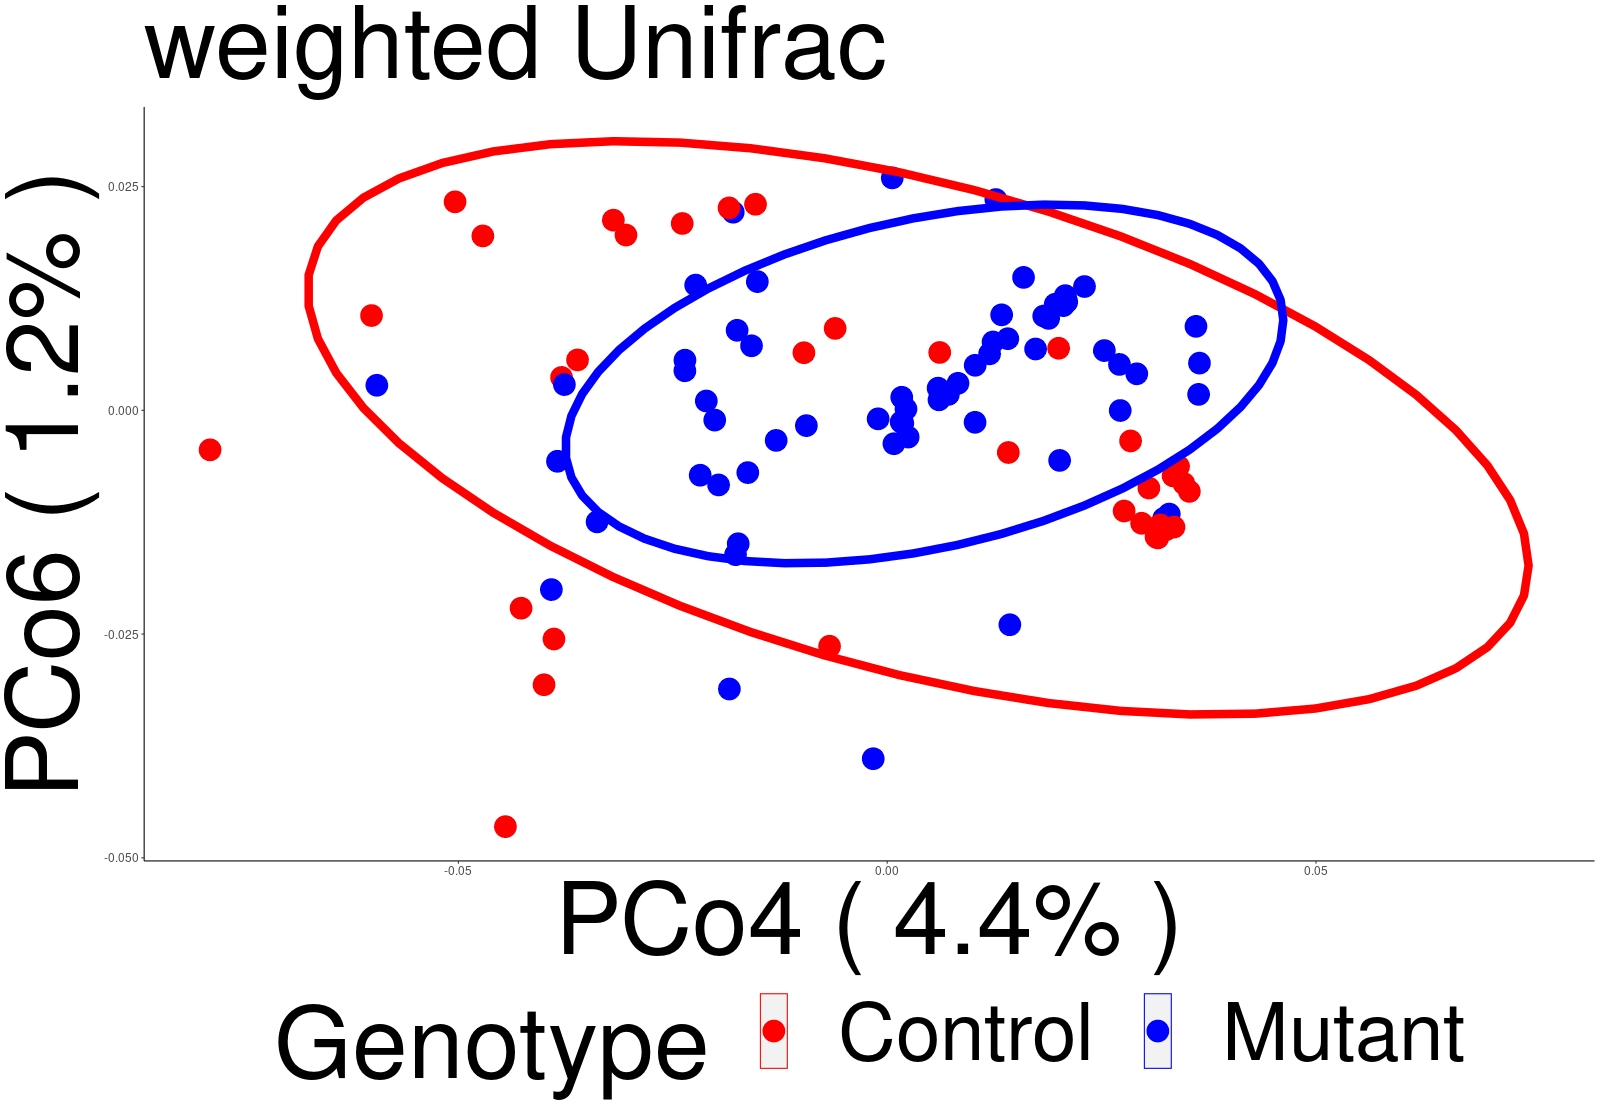 weighted Unifrac
PCo6 ( 1.2% )
0.025
0.000
-0.025
-0.050
-0.05
0.00
0.05
PCo4 ( 4.4% )
Genotype
Control
Mutant